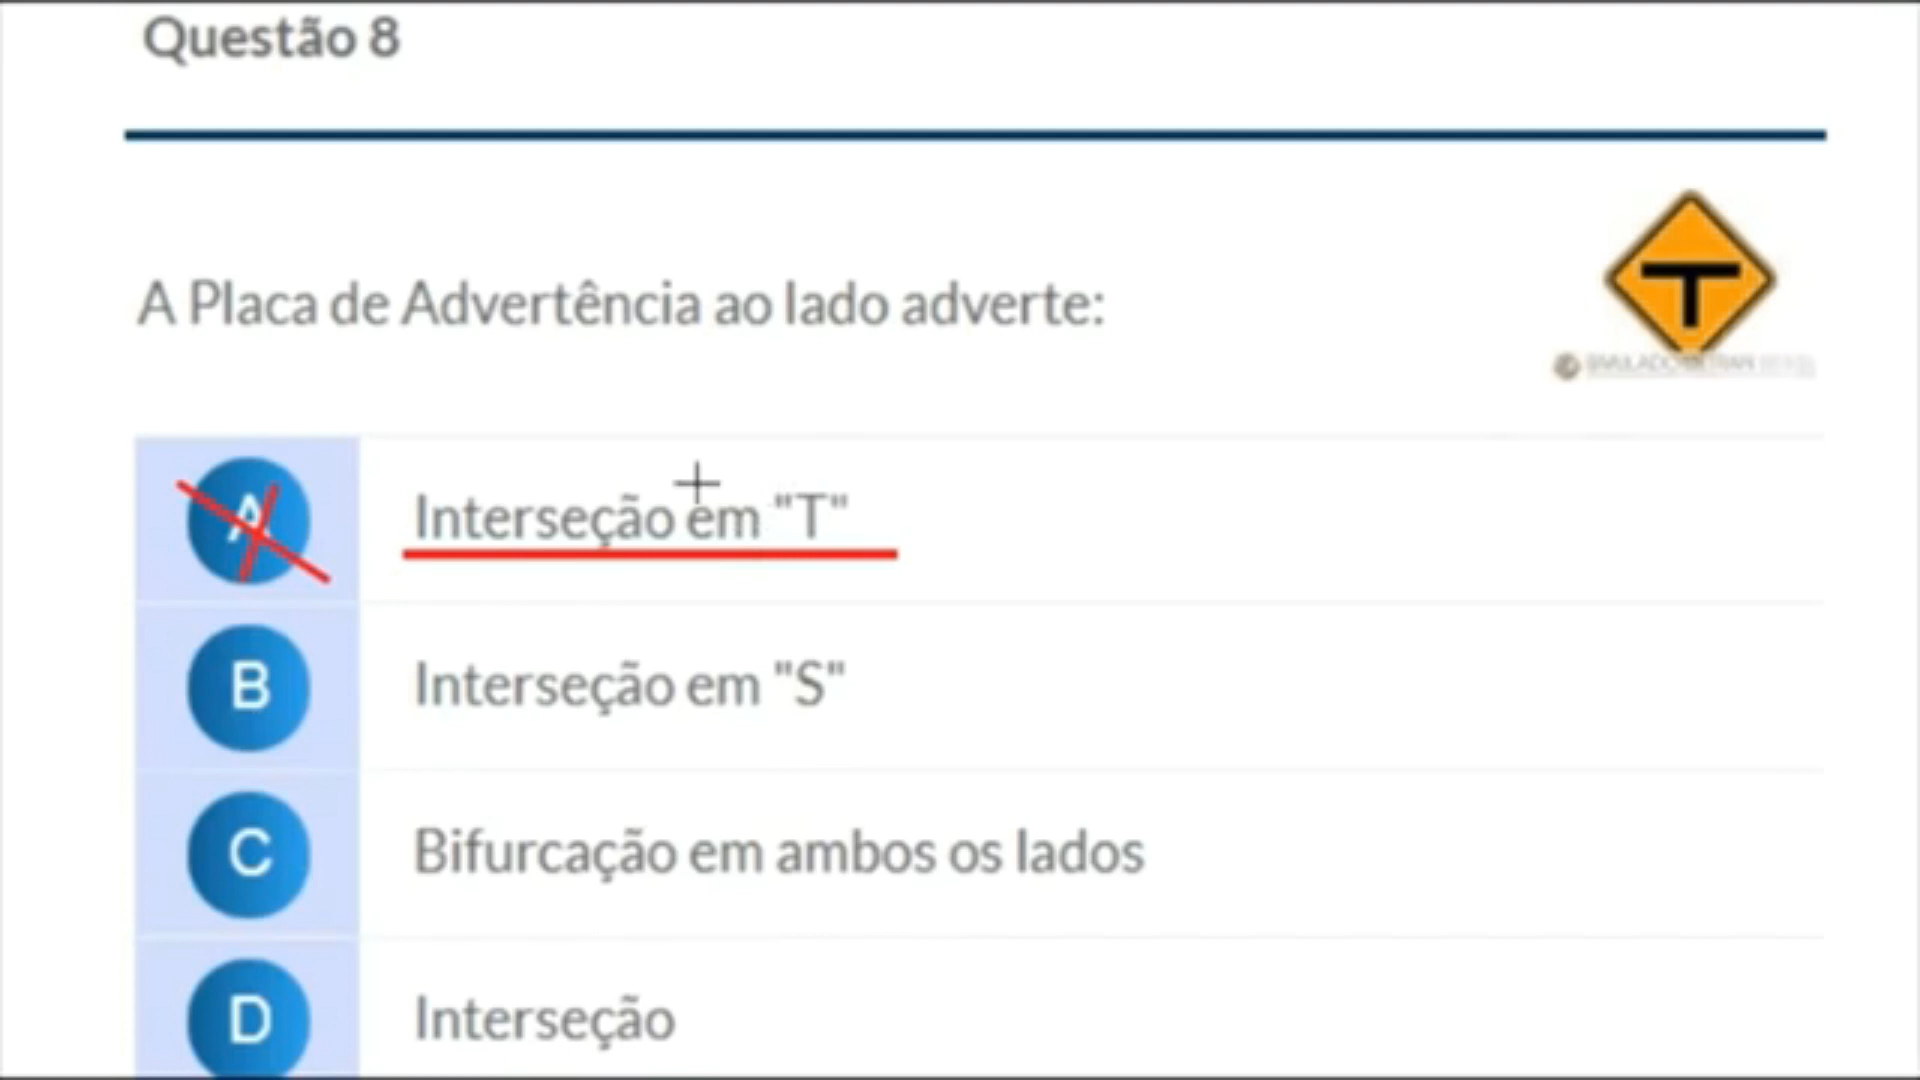 Questão 8
A Placa de Advertência ao lado adverte:
A Interseção em "T"
B Interseção em "S"
C Bifurcação em ambos os lados
D Interseção